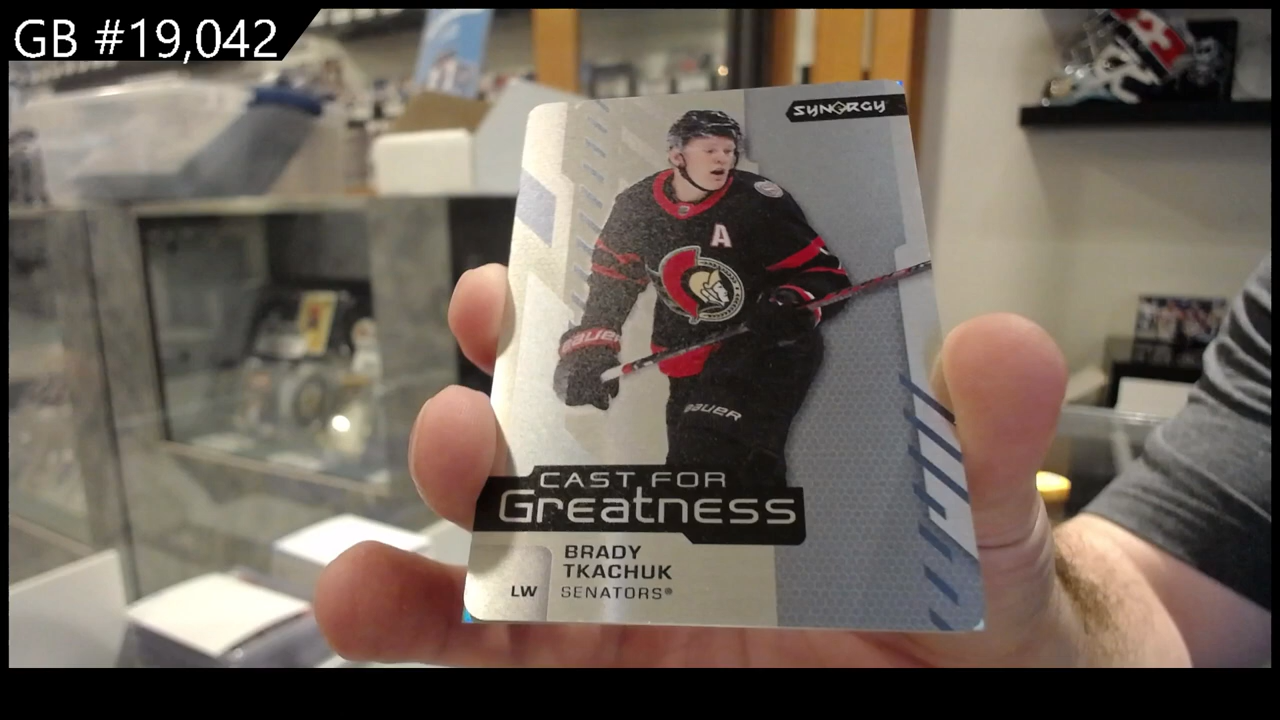 GB #19,042
SYNERGY
A
BAUER
BAUER
CAST FOR
Greatness
BRADY
TKACHUK
LW SENATORS®